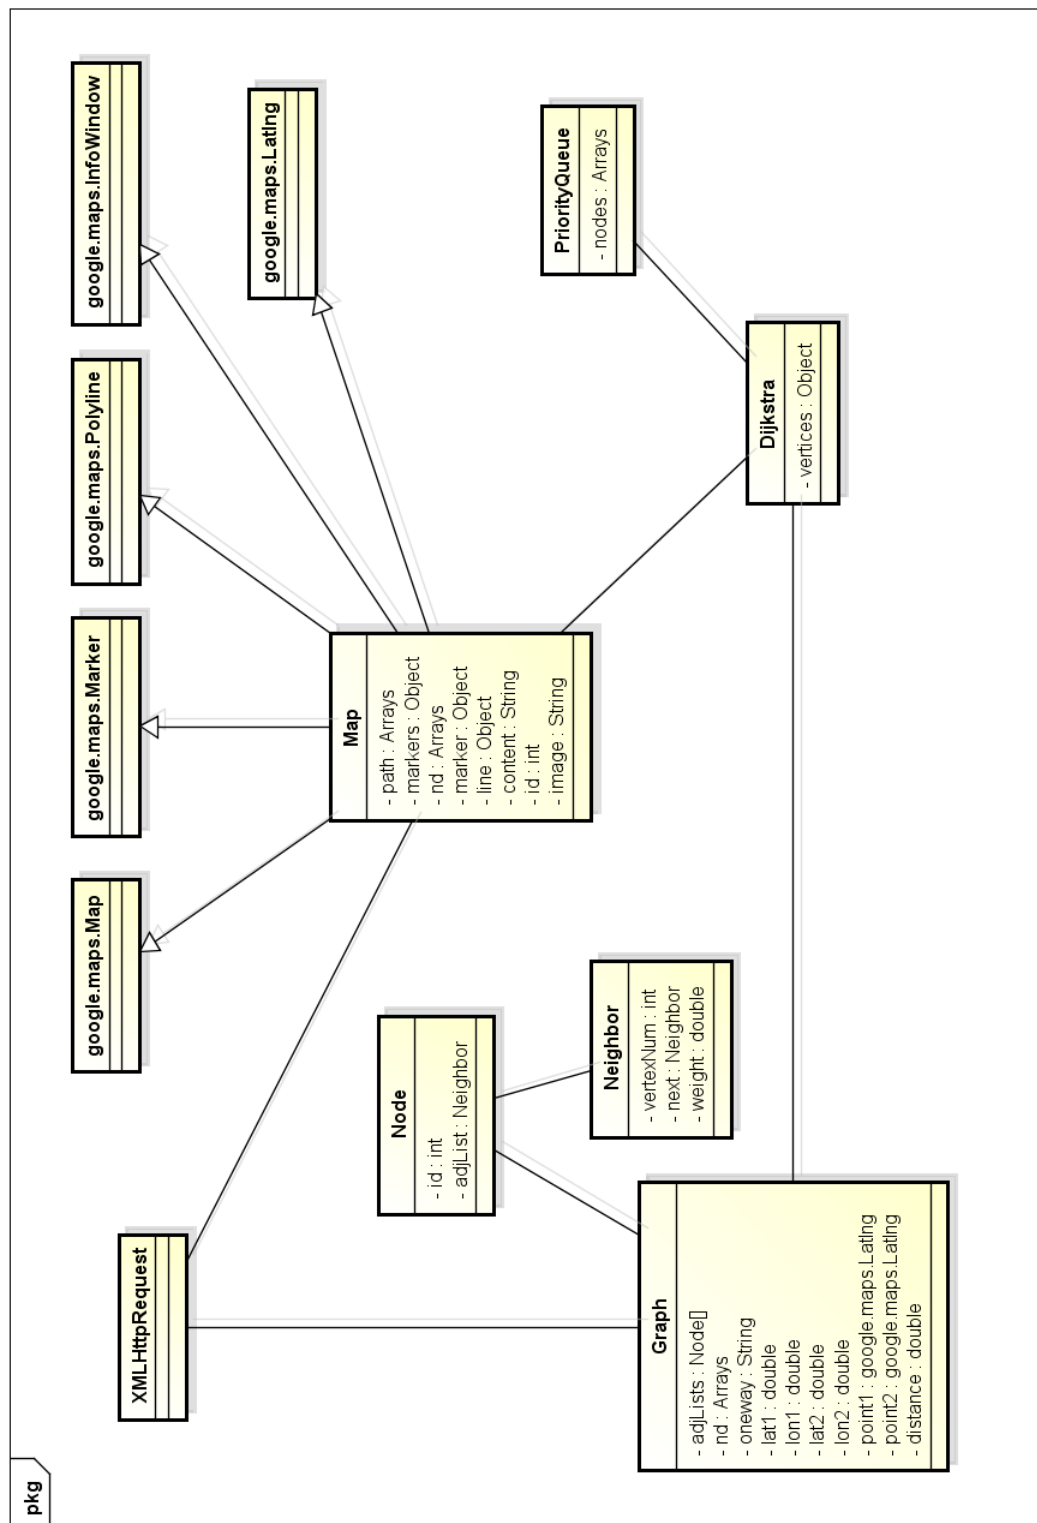 pkg
XMLHttpRequest
google.maps.Map
google.maps.Marker
google.maps.Polyline
google.maps.InfoWindow
google.maps.Latlng
Map
- path : Arrays
- markers : Object
- nd : Arrays
- marker : Object
- line : Object
- content : String
- id : int
- image : String
Node
- id : int
- adjList : Neighbor
Neighbor
- vertexNum : int
- next : Neighbor
- weight : double
PriorityQueue
- nodes : Arrays
Graph
- adjLists : Node[]
- nd : Arrays
- oneway : String
- lat1 : double
- lon1 : double
- lat2 : double
- lon2 : double
- point1 : google.maps.Latlng
- point2 : google.maps.Latlng
- distance : double
Dijkstra
- vertices : Object